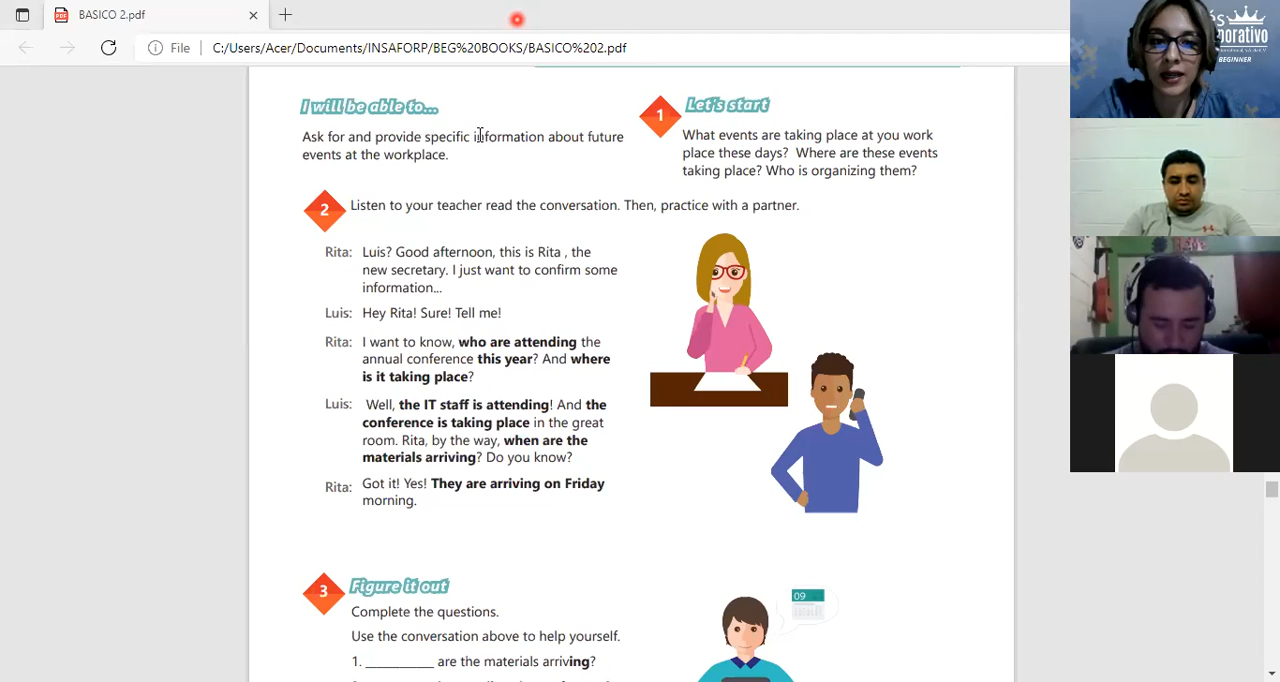 BASICO 2.pdf
File
C:/Users/Acer/Documents/INSAFORP/BEG%20BOOKS/BASICO%202.pdf
I will be able to...
Ask for and provide specific information about future
events at the workplace.
1
Let's start
What events are taking place at you work
place these days? Where are these events
taking place? Who is organizing them?
2
Listen to your teacher read the conversation. Then, practice with a partner.
Rita: Luis? Good afternoon, this is Rita , the
new secretary. I just want to confirm some
information...
Luis: Hey Rita! Sure! Tell me!
Rita: I want to know, who are attending the
annual conference this year? And where
is it taking place?
Luis: Well, the IT staff is attending! And the
conference is taking place in the great
room. Rita, by the way, when are the
materials arriving? Do you know?
Rita: Got it! Yes! They are arriving on Friday
morning.
3
Figure it out
Complete the questions.
Use the conversation above to help yourself.
1. __________ are the materials arriving?
09
BEGINNER